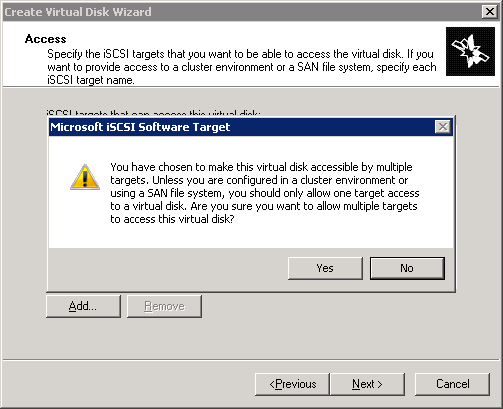 Create Virtual Disk Wizard
Access
Specify the iSCSI targets that you want to be able to access the virtual disk. If you
want to provide access to a cluster environment or a SAN file system, specify each
iSCSI target name.
iSCSI targets that can access this virtual disk:
Microsoft iSCSI Software Target
You have chosen to make this virtual disk accessible by multiple
targets. Unless you are configured in a cluster environment or
using a SAN file system, you should only allow one target access
to a virtual disk. Are you sure you want to allow multiple targets
to access this virtual disk?
Yes No
Add... Remove
<Previous Next > Cancel